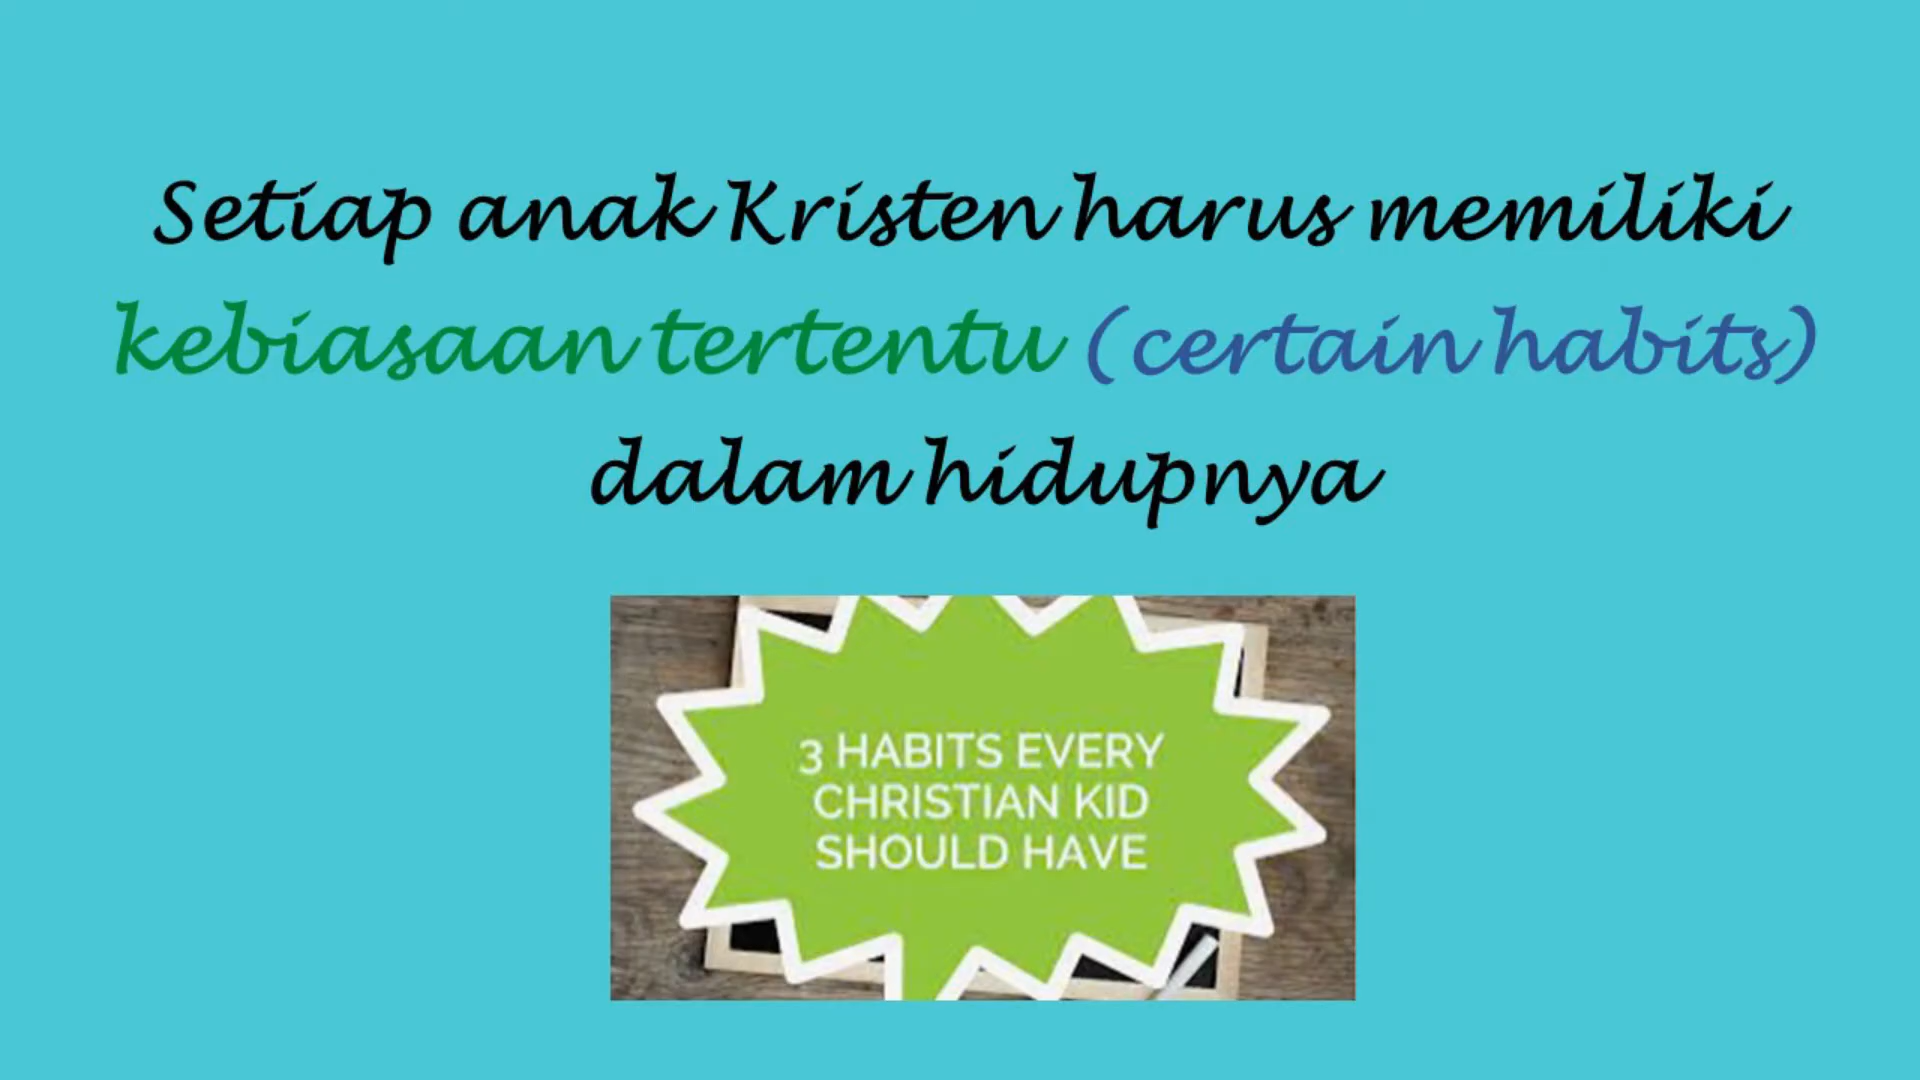 Setiap anak Kristen harus memiliki
kebiasaan tertentu (certain habits)
dalam hidupnya
3 HABITS EVERY
CHRISTIAN KID
SHOULD HAVE